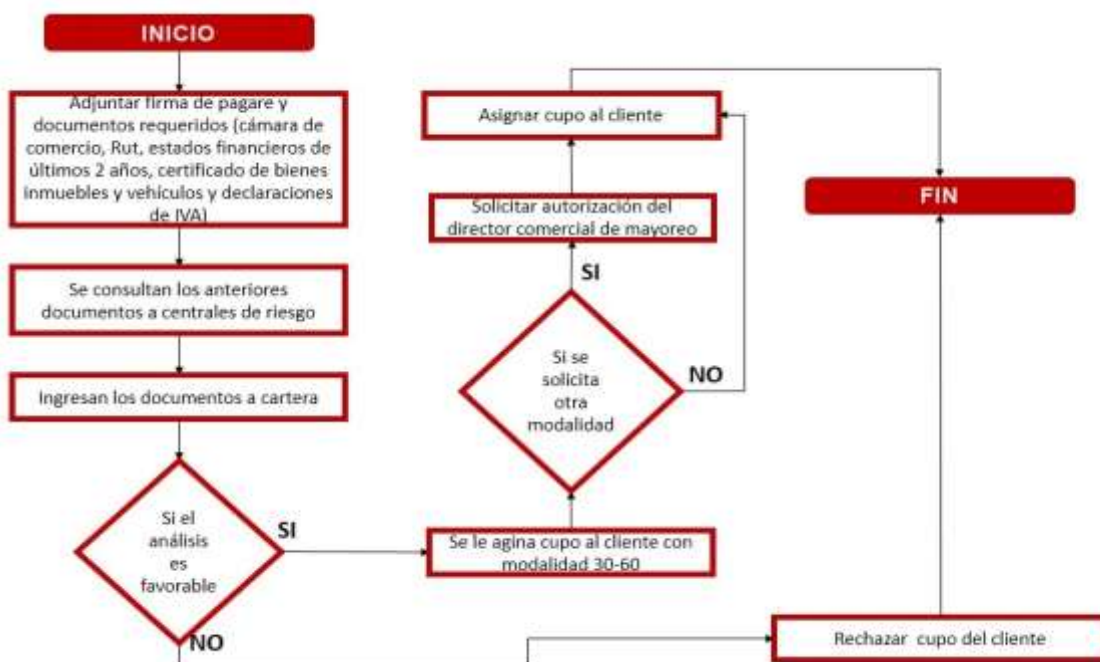 INICIO
Adjuntar firma de pagare y
documentos requeridos (cámara de
comercio, Rut, estados financieros de
últimos 2 años, certificado de bienes
inmuebles y vehículos y declaraciones
de IVA)
Se consultan los anteriores
documentos a centrales de riesgo
Ingresan los documentos a cartera
Si el
análisis
es
favorable
SI
NO
Se le agina cupo al cliente con
modalidad 30-60
Si se
solicita
otra
modalidad
SI
NO
Solicitar autorización del
director comercial de mayoreo
Asignar cupo al cliente
FIN
Rechazar cupo del cliente